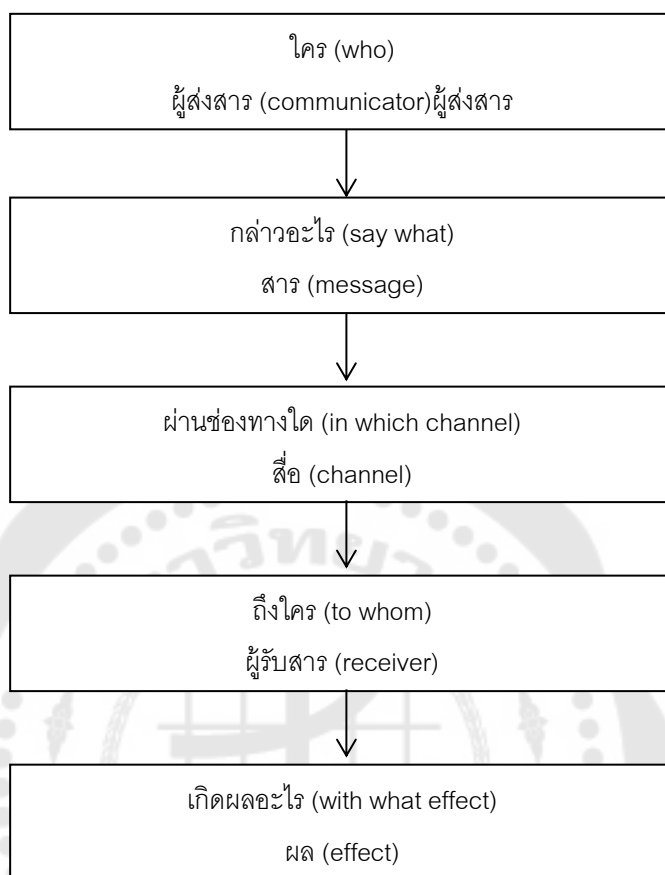 ใคร (who)
ผู้ส่งสาร (communicator)ผู้ส่งสาร
กล่าวอะไร (say what)
สาร (message)
ผ่านช่องทางใด (in which channel)
สื่อ (channel)
ถึงใคร (to whom)
ผู้รับสาร (receiver)
เกิดผลอะไร (with what effect)
ผล (effect)